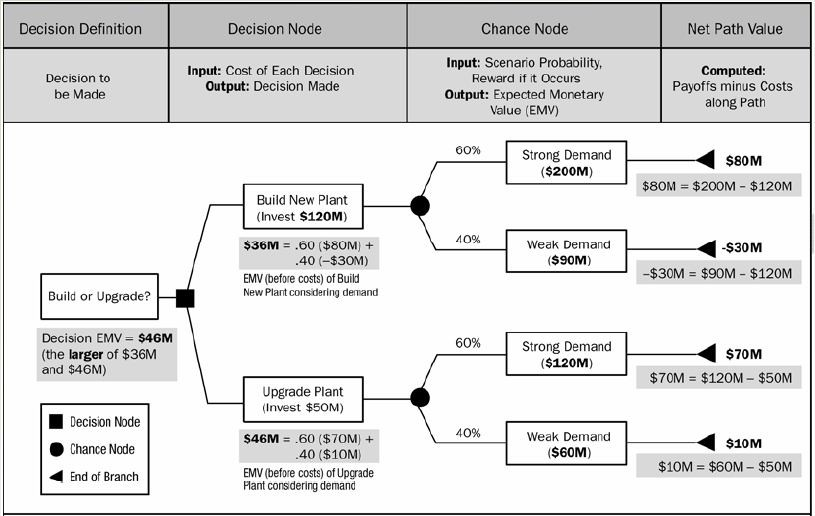 Decision Definition
Decision Node
Chance Node
Net Path Value
Decision to
be Made
Input: Cost of Each Decision
Output: Decision Made
Input: Scenario Probability,
Reward if it Occurs
Output: Expected Monetary
Value (EMV)
Computed:
Payoffs minus Costs
along Path
Build or Upgrade?
Decision EMV = $46M
(the larger of $36M
and $46M)
Build New Plant
(Invest $120M)
$36M = .60 ($80M) +
.40 (–$30M)
EMV (before costs) of Build
New Plant considering demand
60%
Strong Demand
($200M)
$80M
$80M = $200M – $120M
40%
Weak Demand
($90M)
-$30M
–$30M = $90M – $120M
Upgrade Plant
(Invest $50M)
$46M = .60 ($70M) +
.40 ($10M)
EMV (before costs) of Upgrade
Plant considering demand
60%
Strong Demand
($120M)
$70M
$70M = $120M – $50M
40%
Weak Demand
($60M)
$10M
$10M = $60M – $50M
Decision Node
Chance Node
End of Branch